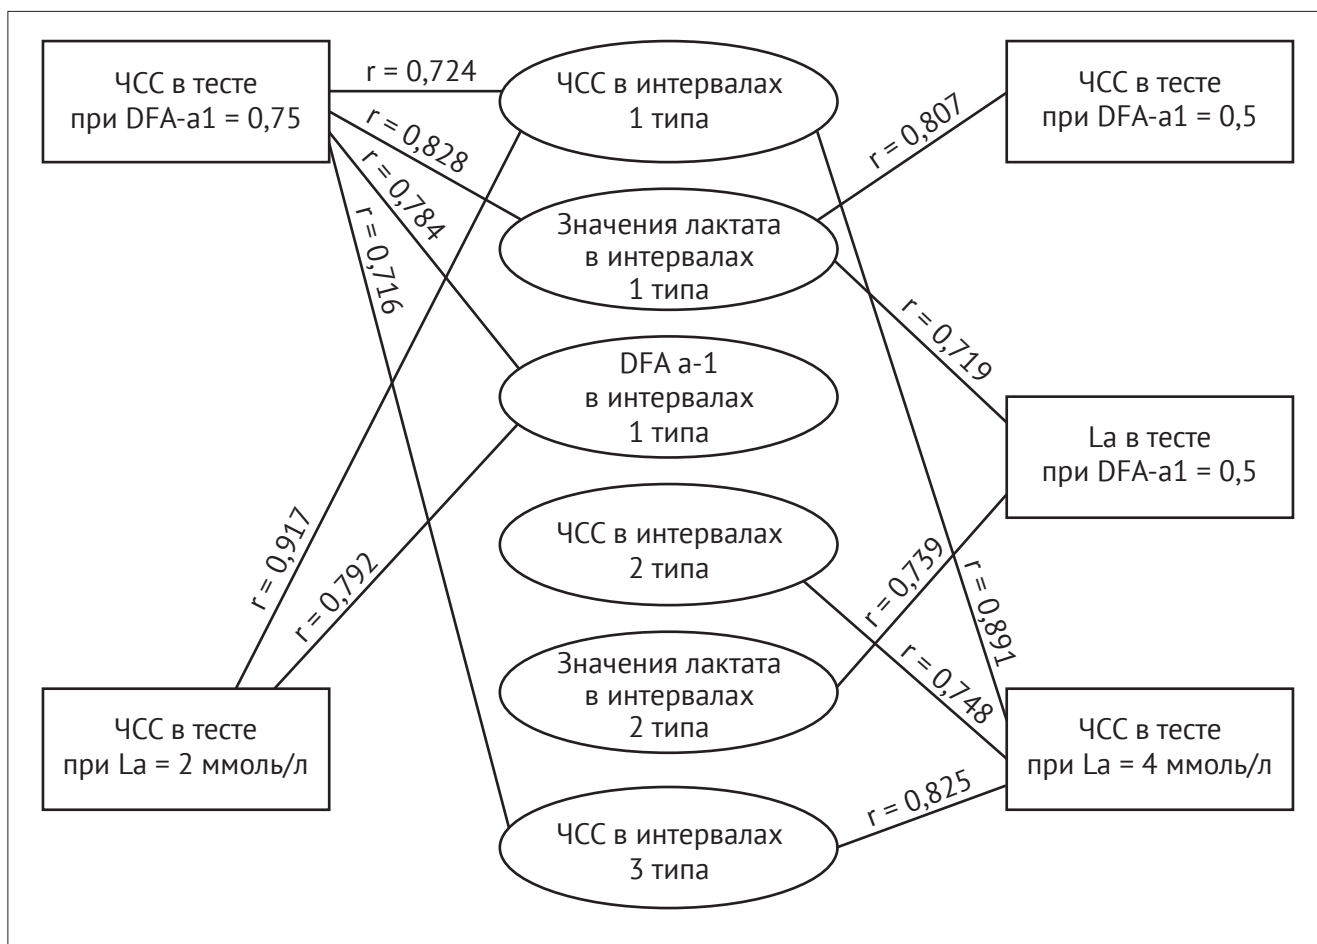 ЧСС в тесте
при DFA-a1 = 0,75
r = 0,724
r = 0,828
r = 0,784
r = 0,716
ЧСС в интервалах
1 типа
r = 0,807
ЧСС в тесте
при DFA-a1 = 0,5
Значения лактата
в интервалах
1 типа
r = 0,719
DFA a-1
в интервалах
1 типа
La в тесте
при DFA-a1 = 0,5
r = 0,917
r = 0,792
ЧСС в интервалах
2 типа
r = 0,739
r = 0,891
r = 0,748
Значения лактата
в интервалах
2 типа
ЧСС в тесте
при La = 2 ммоль/л
ЧСС в тесте
при La = 4 ммоль/л
r = 0,825
ЧСС в интервалах
3 типа